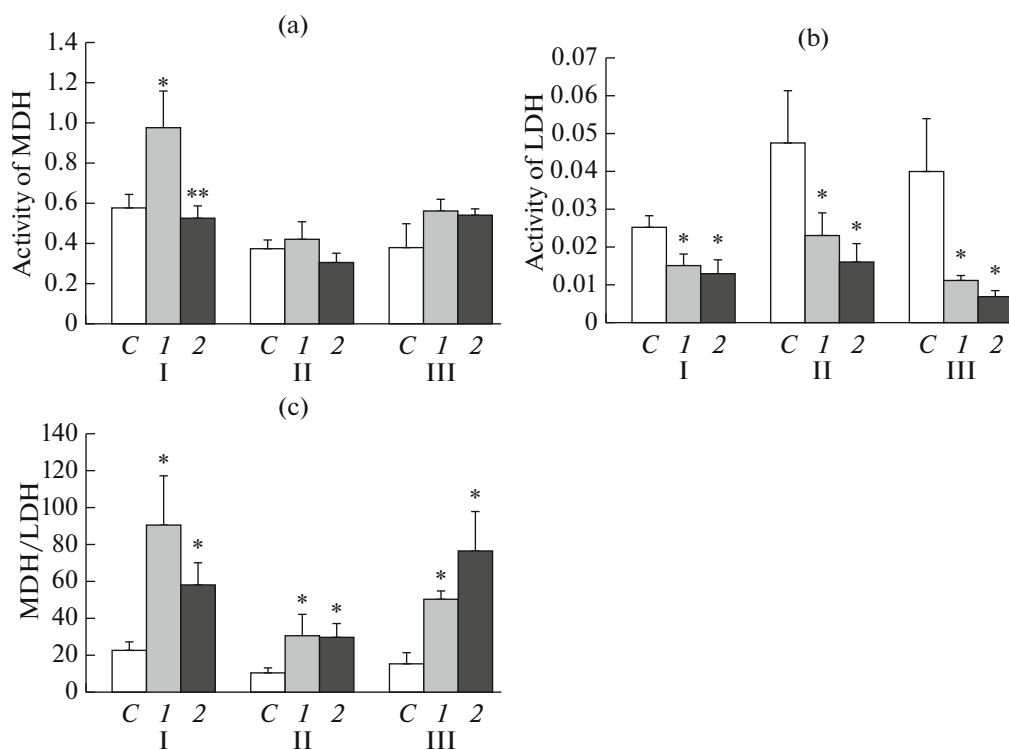 (a)
Activity of MDH
1.4
1.2
1.0
0.8
0.6
0.4
0.2
0
*
**
C 1 2 C 1 2 C 1 2
I II III
(b)
Activity of LDH
0.07
0.06
0.05
0.04
0.03
0.02
0.01
0
* * * * * *
C 1 2 C 1 2 C 1 2
I II III
(c)
MDH/LDH
140
120
100
80
60
40
20
0
* * * * * *
C 1 2 C 1 2 C 1 2
I II III